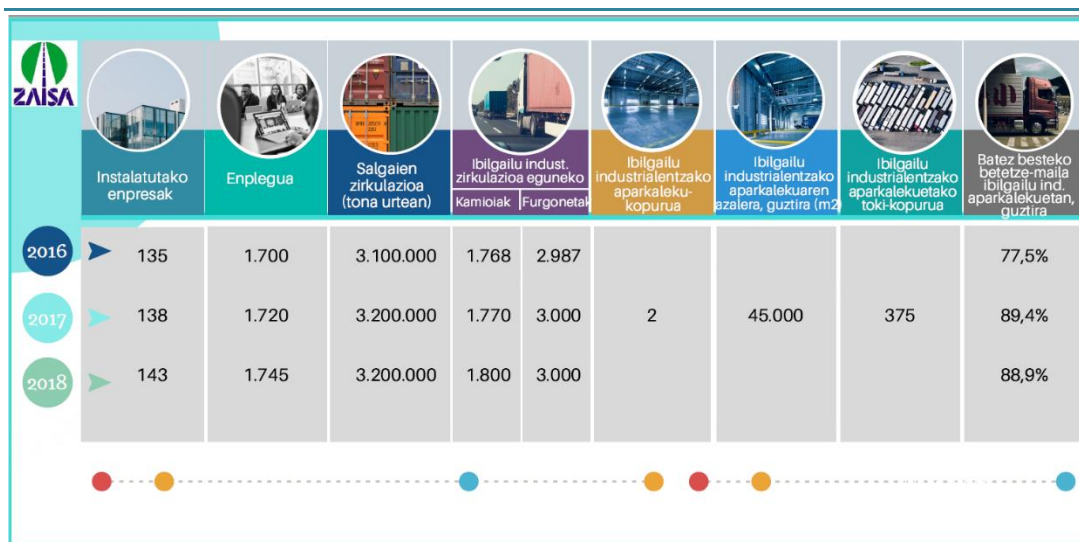 ZAISA
Instalatutako
enpresak
Enplegua
Salgaien
zirkulazioa
(tona urtean)
Ibilgailu indust.
zirkulazioa eguneko
Kamioiak Furgonetak
Ibilgailu
industrialentzako
aparkaleku-
kopurua
Ibilgailu
industrialentzako
aparkalekuaren
azalera, guztira (m2)
Ibilgailu
industrialentzako
aparkalekuetako
toki-kopurua
Batez besteko
betetze-maila
ibilgailu ind.
aparkalekuetan,
guztira
2016 135 1.700 3.100.000 1.768 2.987 77,5%
2017 138 1.720 3.200.000 1.770 3.000 2 45.000 375 89,4%
2018 143 1.745 3.200.000 1.800 3.000 88,9%